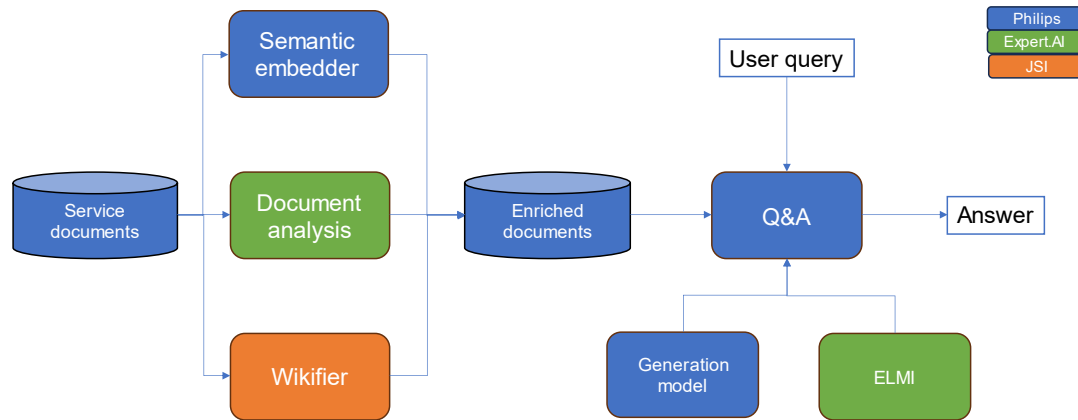 Semantic
embedder
User query
Philips
Expert.AI
JSI
Service
documents
Document
analysis
Enriched
documents
Q&A
Answer
Wikifier
Generation
model
ELMI